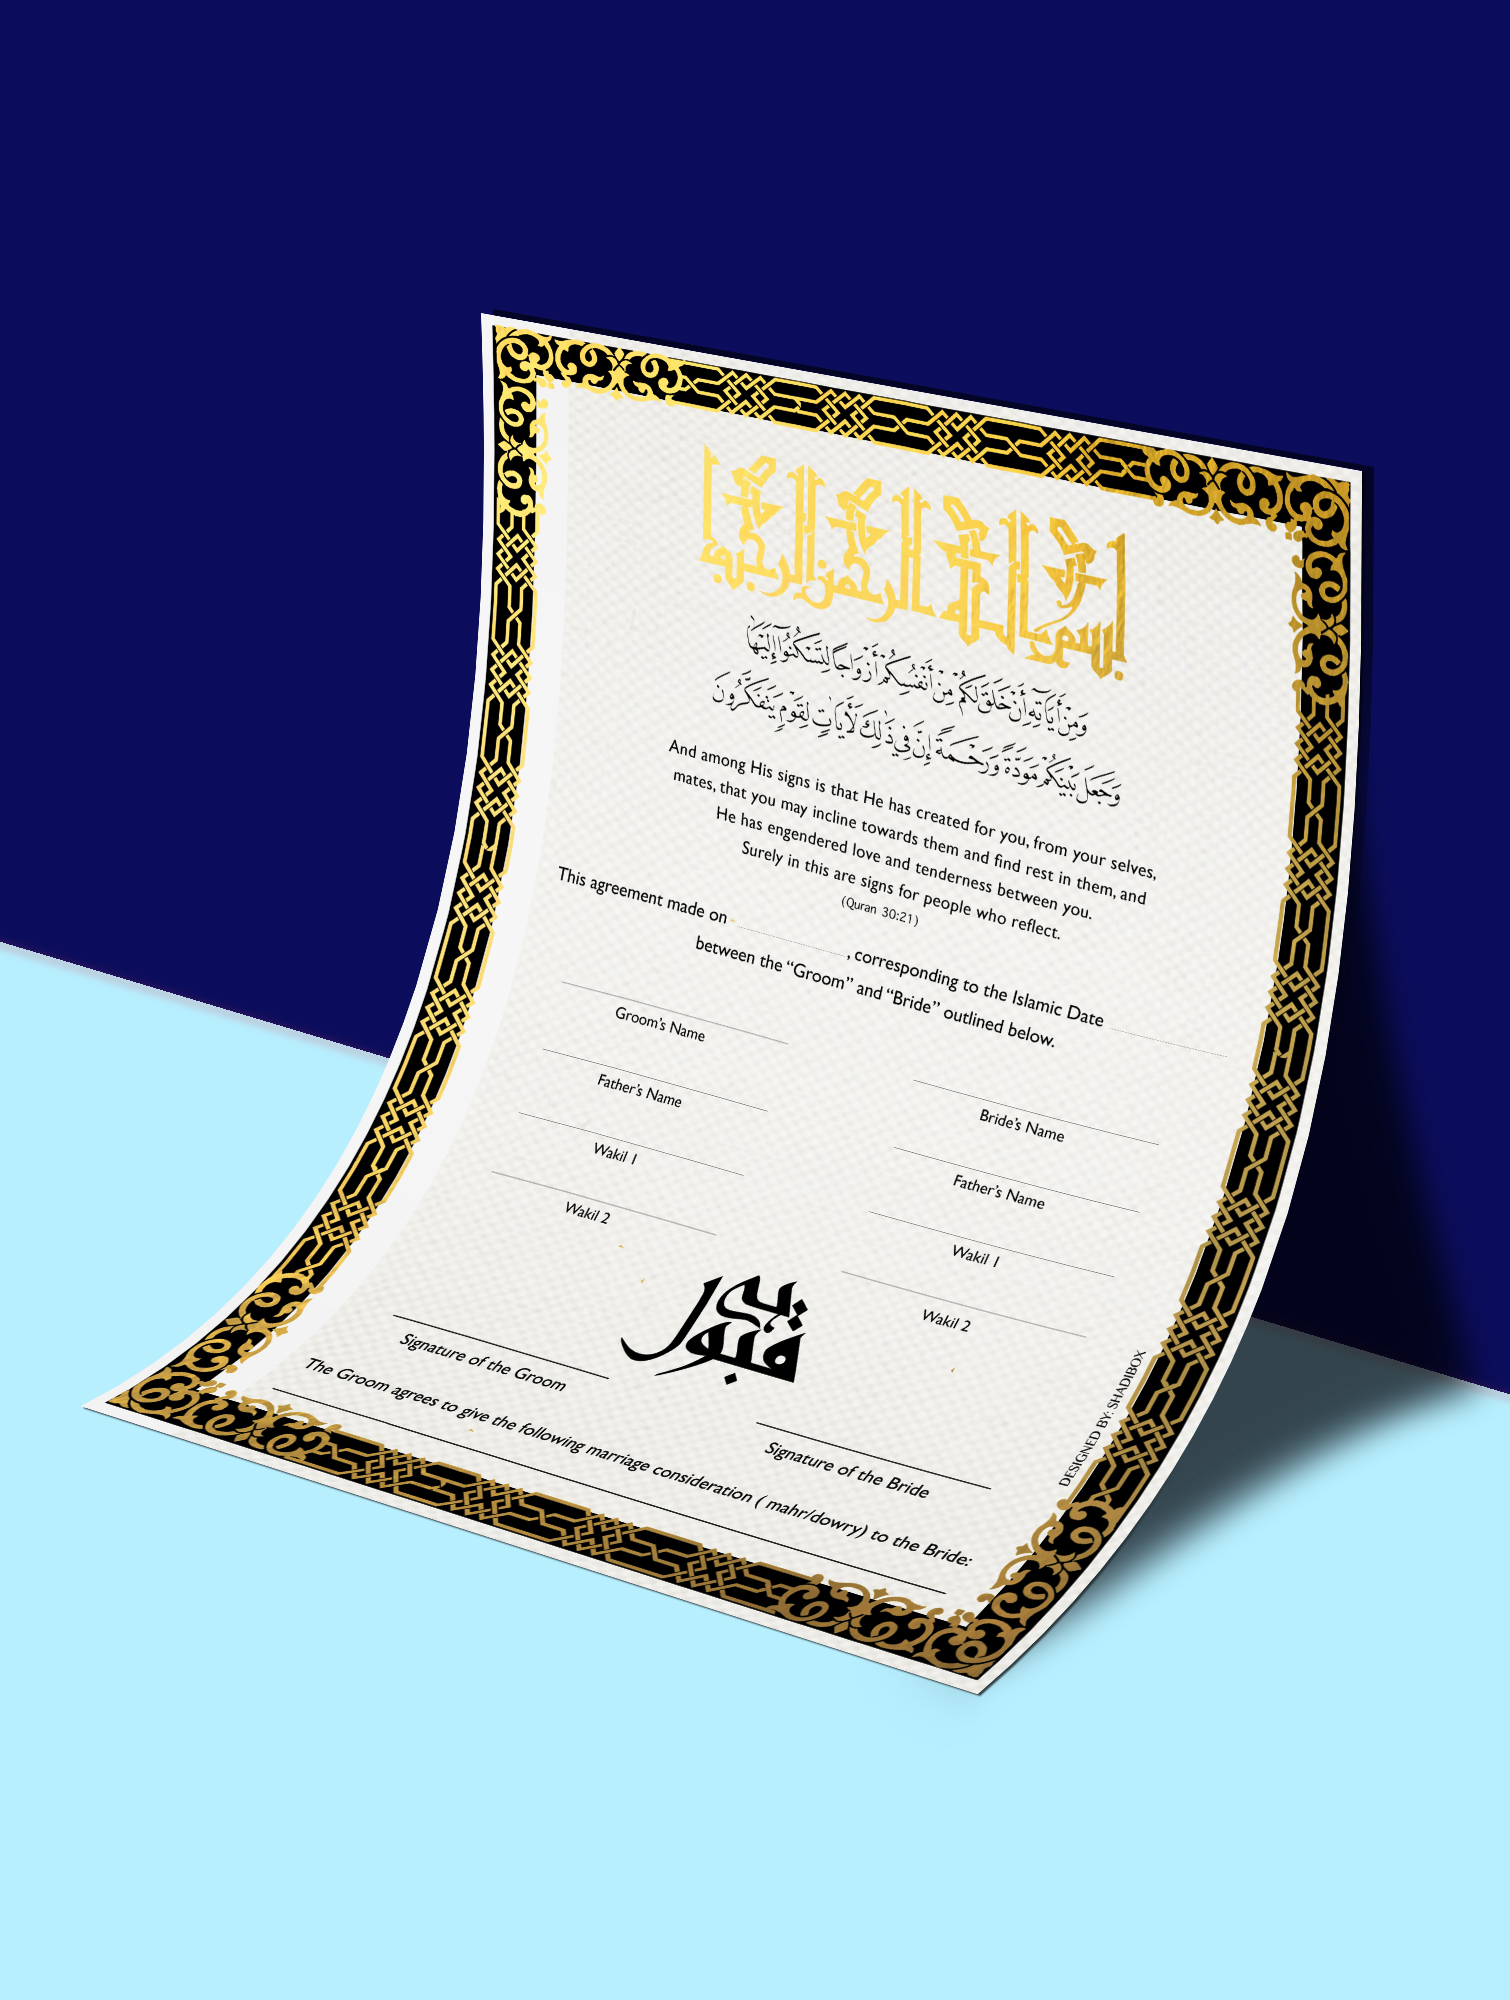 بسم الله الرحمن الرحيم
وَمِنْ أَيَاتِهِ أَنْ خَلَقَ لَكُمْ مِنْ أَنْفُسِكُمْ أَزْوَاجًا لِتَسْكُنُوا إِلَيْهَا
وَجَعَلَ بَيْنَكُمْ مَوَدَّةً وَرَحْمَةً إِنَّ فِي ذَٰلِكَ لَأَيَاتٍ لِقَوْمٍ يَتَفَكَّرُونَ
And among His signs is that He has created for you, from your selves,
mates, that you may incline towards them and find rest in them, and
He has engendered love and tenderness between you.
Surely in this are signs for people who reflect.
(Quran 30:21)
This agreement made on , corresponding to the Islamic Date
between the “Groom” and “Bride” outlined below.
Groom's Name
Bride's Name
Father's Name
Father's Name
Wakil 1
Wakil 1
Wakil 2
Wakil 2
قبول
Signature of the Groom
Signature of the Bride
The Groom agrees to give the following marriage consideration ( mahr/dowry) to the Bride:
DESIGNED BY: SHADIBOX